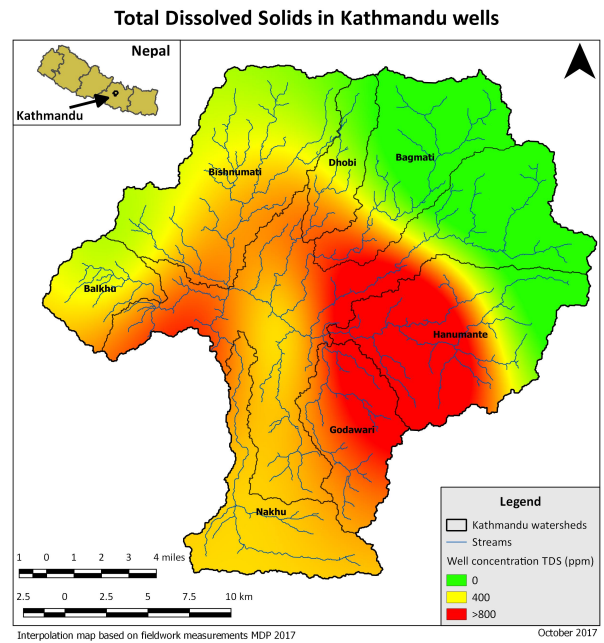 Total Dissolved Solids in Kathmandu wells
Nepal
Kathmandu
Bishnumati
Dhobi
Bagmati
Balkhu
Hanumante
Godawari
Nakhu
1 0 1 2 3 4 miles
2.5 0 2.5 5 7.5 10 km
Legend
Kathmandu watersheds
Streams
Well concentration TDS (ppm)
0
400
>800
Interpolation map based on fieldwork measurements MDP 2017
October 2017